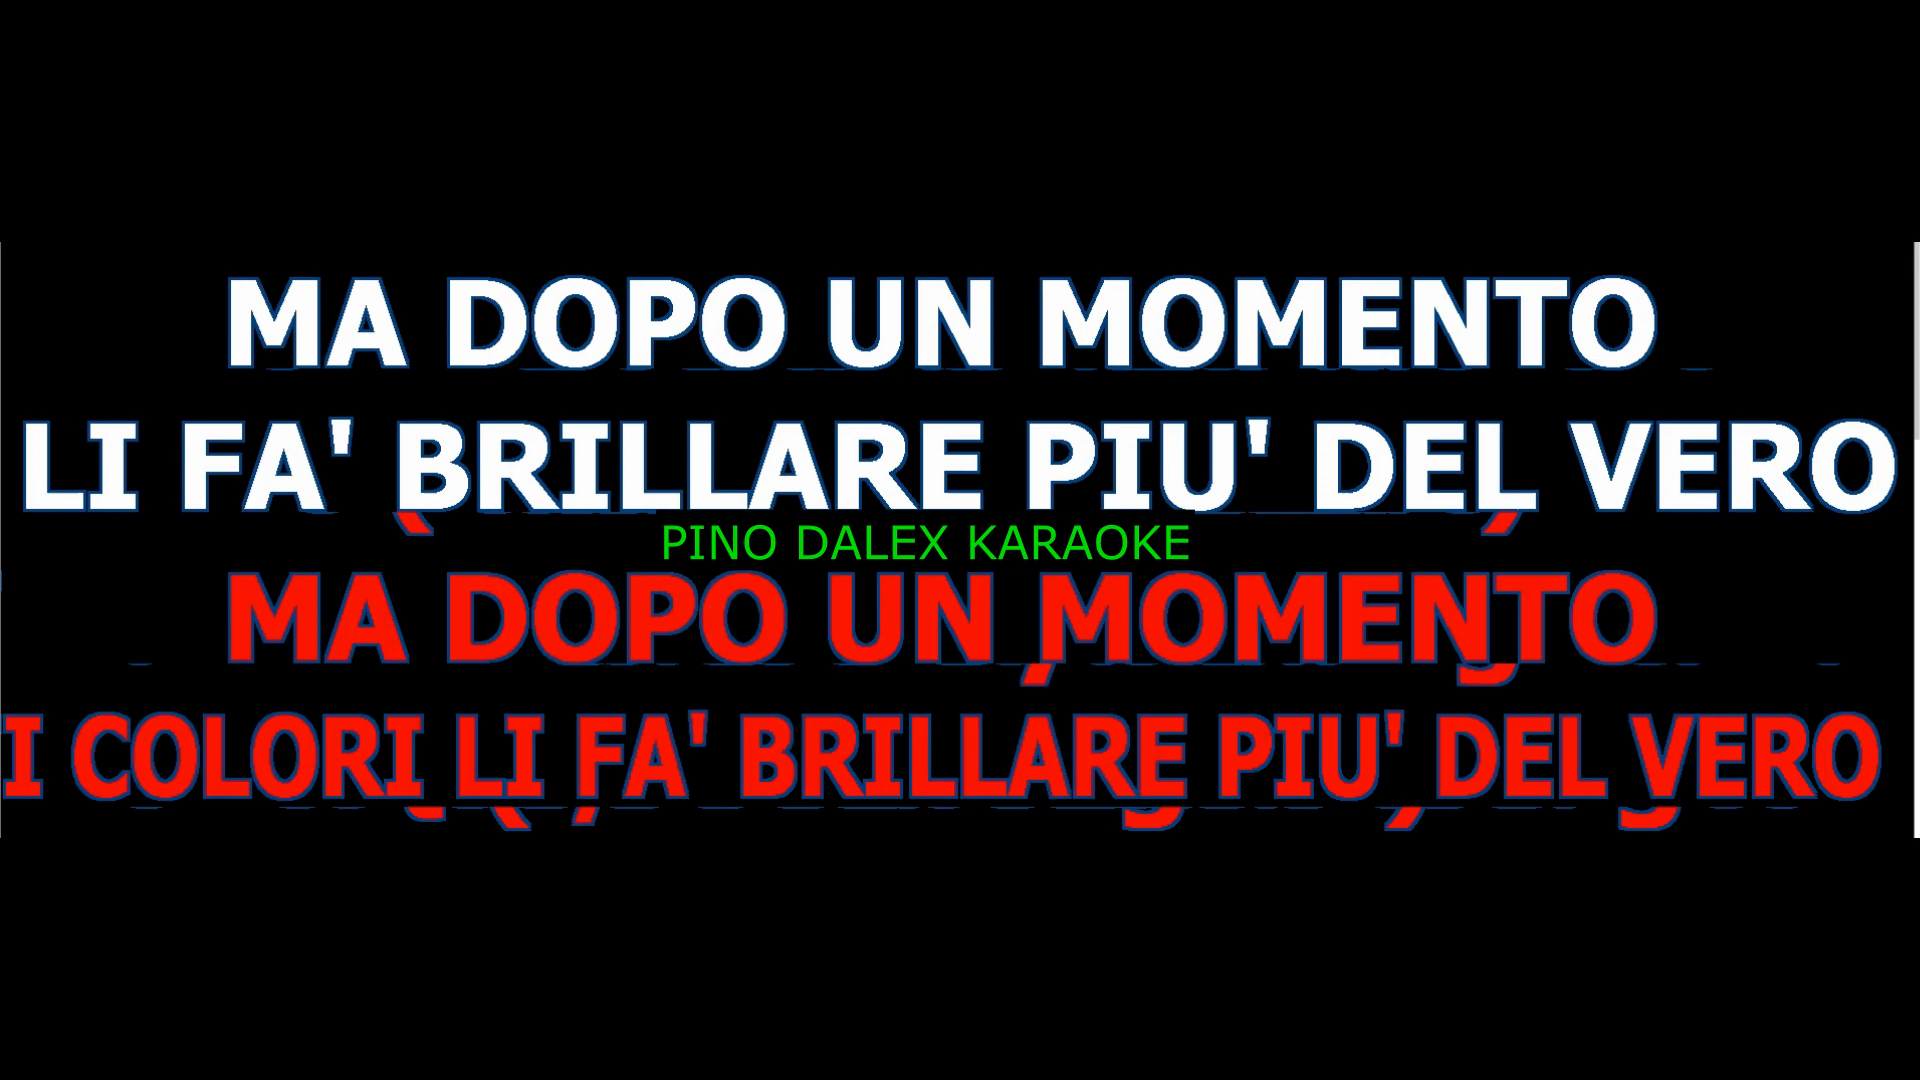 MA DOPO UN MOMENTO
LI FA' BRILLARE PIU' DEL VERO
PINO DALEX KARAOKE
MA DOPO UN MOMENTO
I COLORI LI FA' BRILLARE PIU' DEL VERO